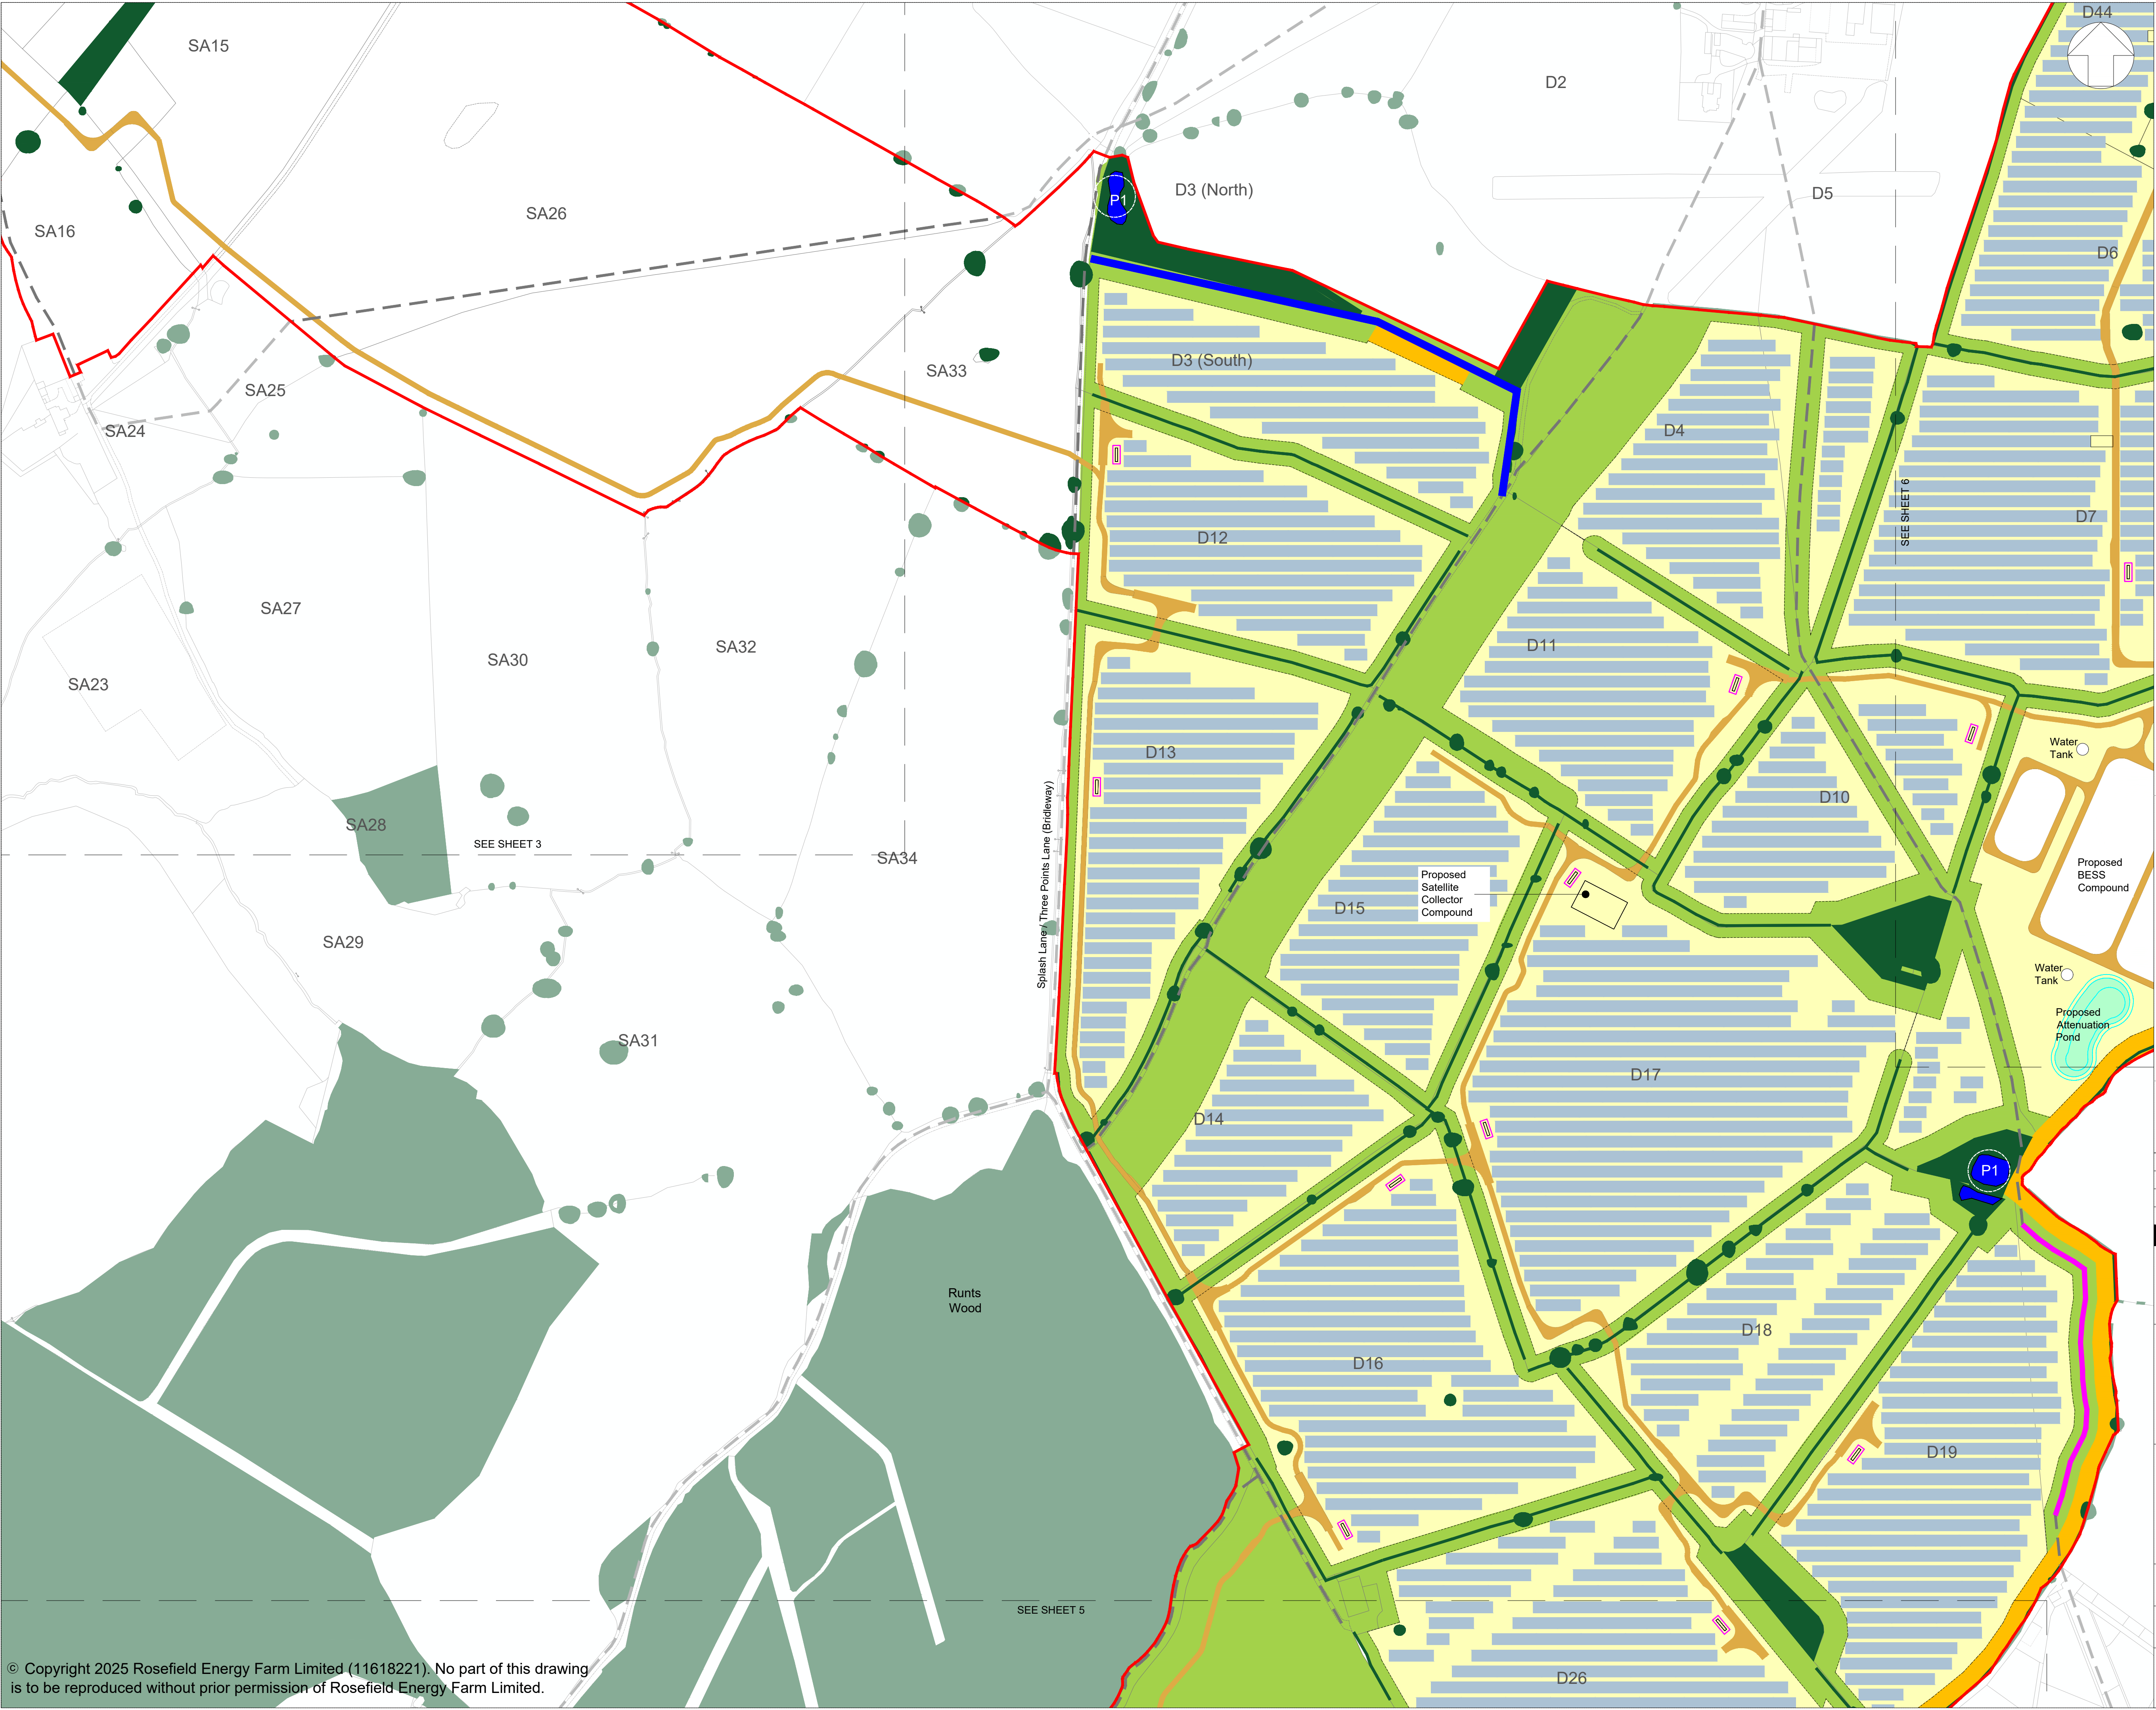 D44
SA15
D2
P1
D3 (North)
D5
SA26
SA16
D6
D3 (South)
SA33
SA25
SA24
D4
SEE SHEET 6
D7
D12
SA27
SA32
D11
SA30
SA23
D13
Water
Tank
D10
SA28
SEE SHEET 3
SA34
Splash Lane / Three Points Lane (Bridleway)
Proposed
Satellite
Collector
Compound
Proposed
BESS
Compound
D15
SA29
Water
Tank
Proposed
Attenuation
Pond
SA31
D17
D14
P1
Runts
Wood
D18
D16
D19
SEE SHEET 5
D26
© Copyright 2025 Rosefield Energy Farm Limited (11618221). No part of this drawing
is to be reproduced without prior permission of Rosefield Energy Farm Limited.